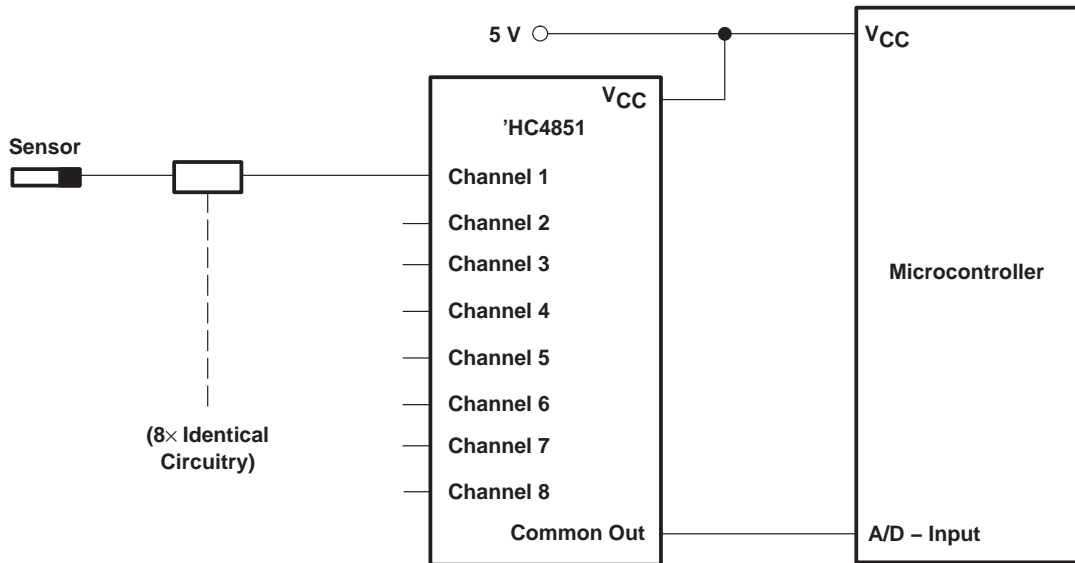 5 V
VCC
VCC
'HC4851
Sensor
Channel 1
Channel 2
Channel 3
Channel 4
Channel 5
Channel 6
Channel 7
Channel 8
Common Out
(8× Identical
Circuitry)
Microcontroller
A/D – Input